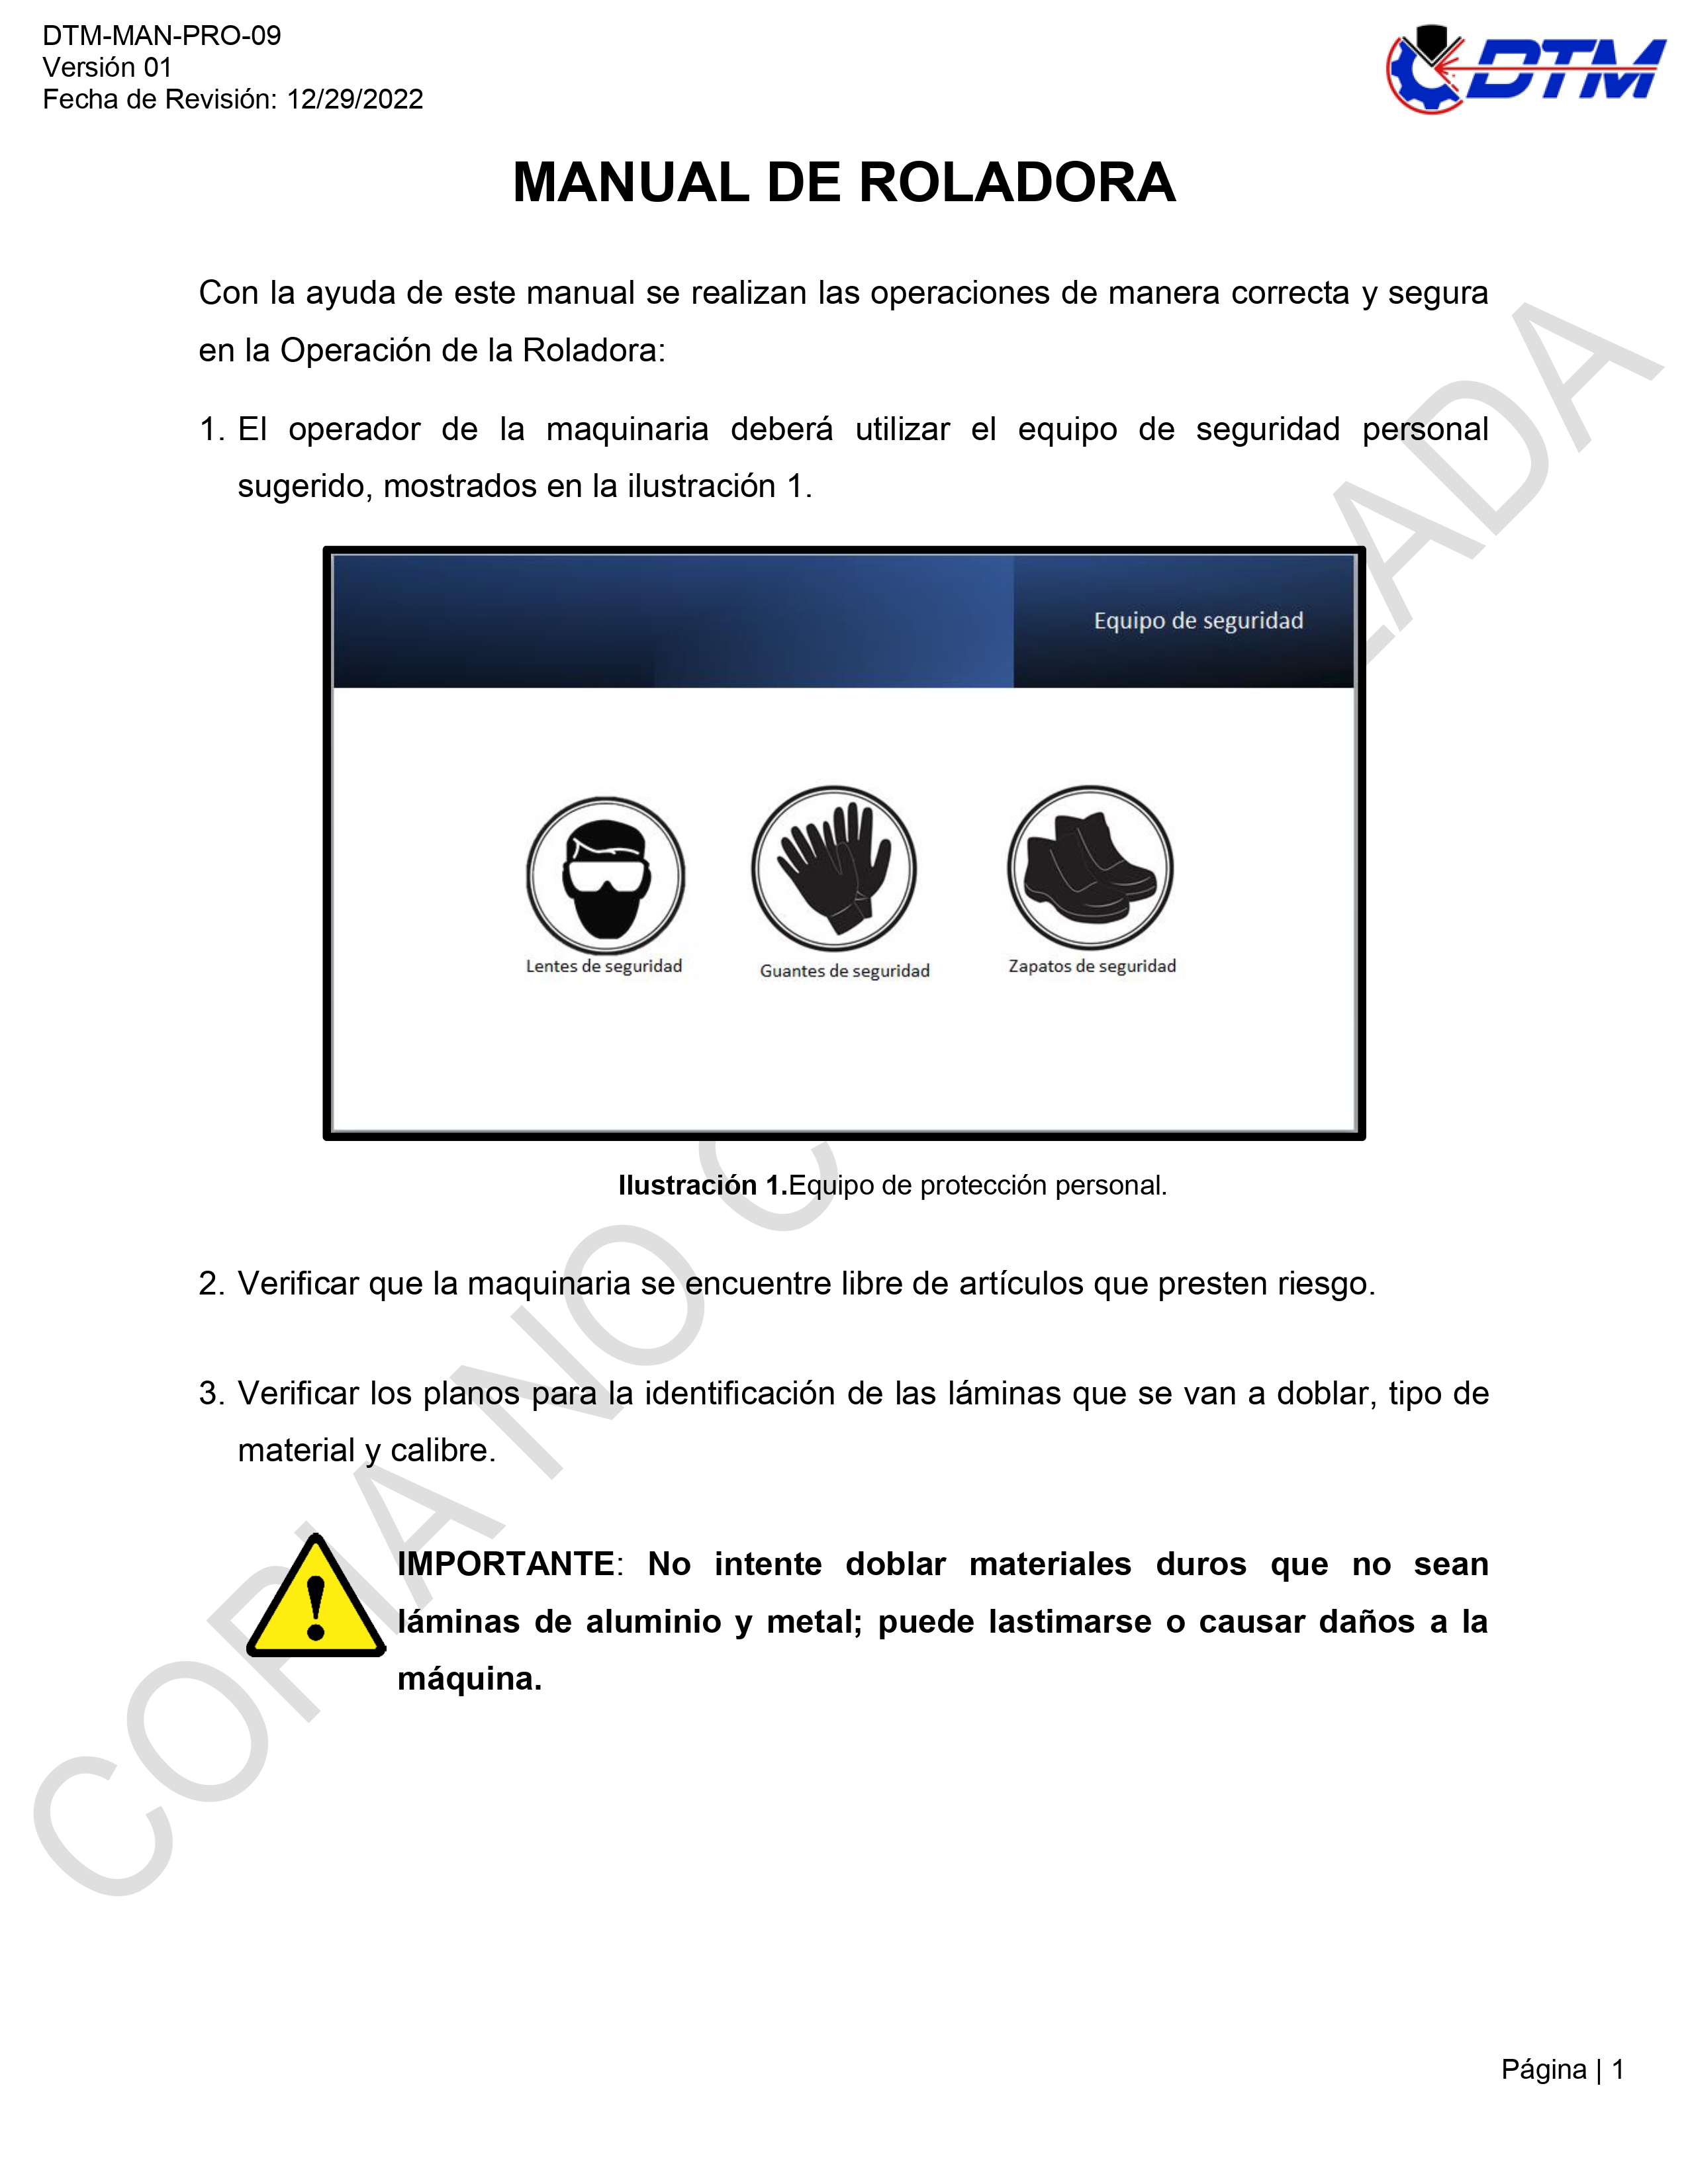 DTM-MAN-PRO-09
Versión 01
Fecha de Revisión: 12/29/2022
DTM
MANUAL DE ROLADORA
Con la ayuda de este manual se realizan las operaciones de manera correcta y segura
en la Operación de la Roladora:
1. El operador de la maquinaria deberá utilizar el equipo de seguridad personal
sugerido, mostrados en la ilustración 1.
Equipo de seguridad
Lentes de seguridad
Guantes de seguridad
Zapatos de seguridad
Ilustración 1.Equipo de protección personal.
2. Verificar que la maquinaria se encuentre libre de artículos que presten riesgo.
3. Verificar los planos para la identificación de las láminas que se van a doblar, tipo de
material y calibre.
IMPORTANTE: No intente doblar materiales duros que no sean
láminas de aluminio y metal; puede lastimarse o causar daños a la
máquina.
COPIA NO
Página | 1